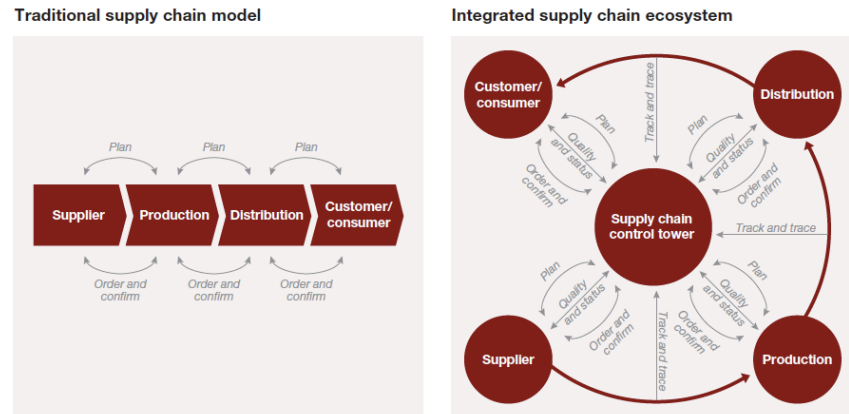 Traditional supply chain model
Plan
Plan
Plan
Supplier
Production
Distribution
Customer/
consumer
Order and
confirm
Order and
confirm
Order and
confirm
Integrated supply chain ecosystem
Customer/
consumer
Distribution
Track and trace
Plan
Quality
and status
Order and
confirm
Plan
Quality
and status
Order and
confirm
Supply chain
control tower
Track and trace
Plan
Quality
and status
Order and
confirm
Track and trace
Plan
Quality
and status
Order and
confirm
Supplier
Production